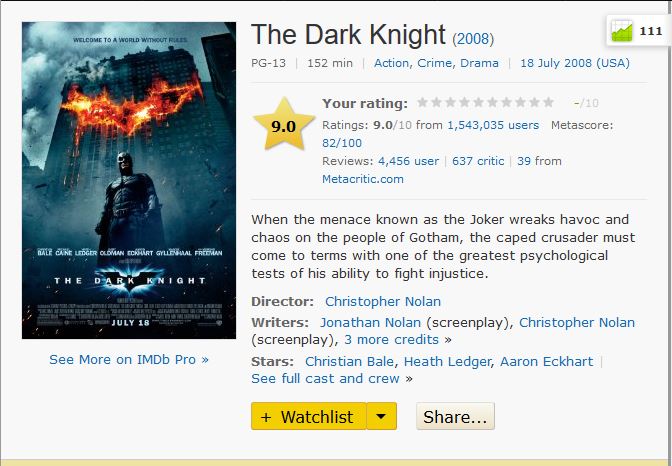 The Dark Knight (2008)
111
PG-13 | 152 min | Action, Crime, Drama | 18 July 2008 (USA)
9.0
Your rating: -/10
Ratings: 9.0/10 from 1,543,035 users Metascore:
82/100
Reviews: 4,456 user | 637 critic | 39 from
Metacritic.com
When the menace known as the Joker wreaks havoc and
chaos on the people of Gotham, the caped crusader must
come to terms with one of the greatest psychological
tests of his ability to fight injustice.
Director: Christopher Nolan
Writers: Jonathan Nolan (screenplay), Christopher Nolan
(screenplay), 3 more credits »
Stars: Christian Bale, Heath Ledger, Aaron Eckhart |
See full cast and crew »
+ Watchlist
Share...
WELCOME TO A WORLD WITHOUT RULES.
BALE CAINE LEDGER OLDMAN ECKHART GYLLENHAAL FREEMAN
THE DARK KNIGHT
JULY 18
See More on IMDb Pro »